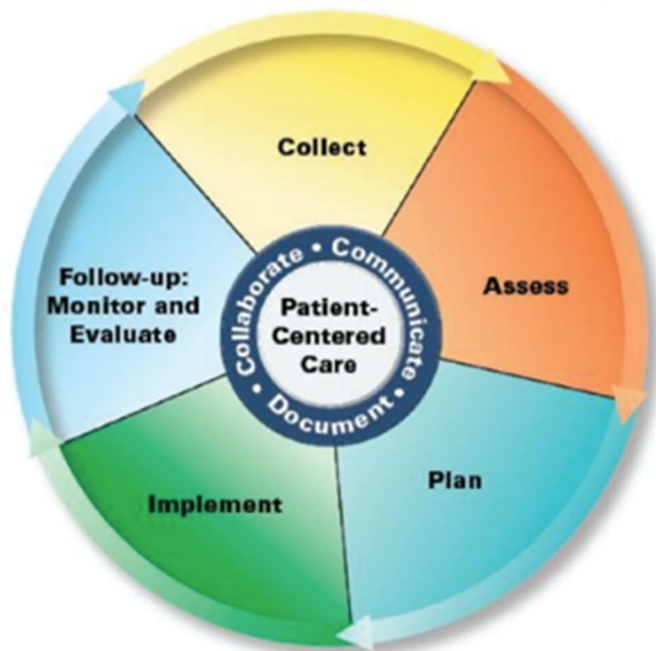 Collect
Assess
Plan
Implement
Follow-up:
Monitor and
Evaluate
Collaborate • Communicate • Document •
Patient-
Centered
Care